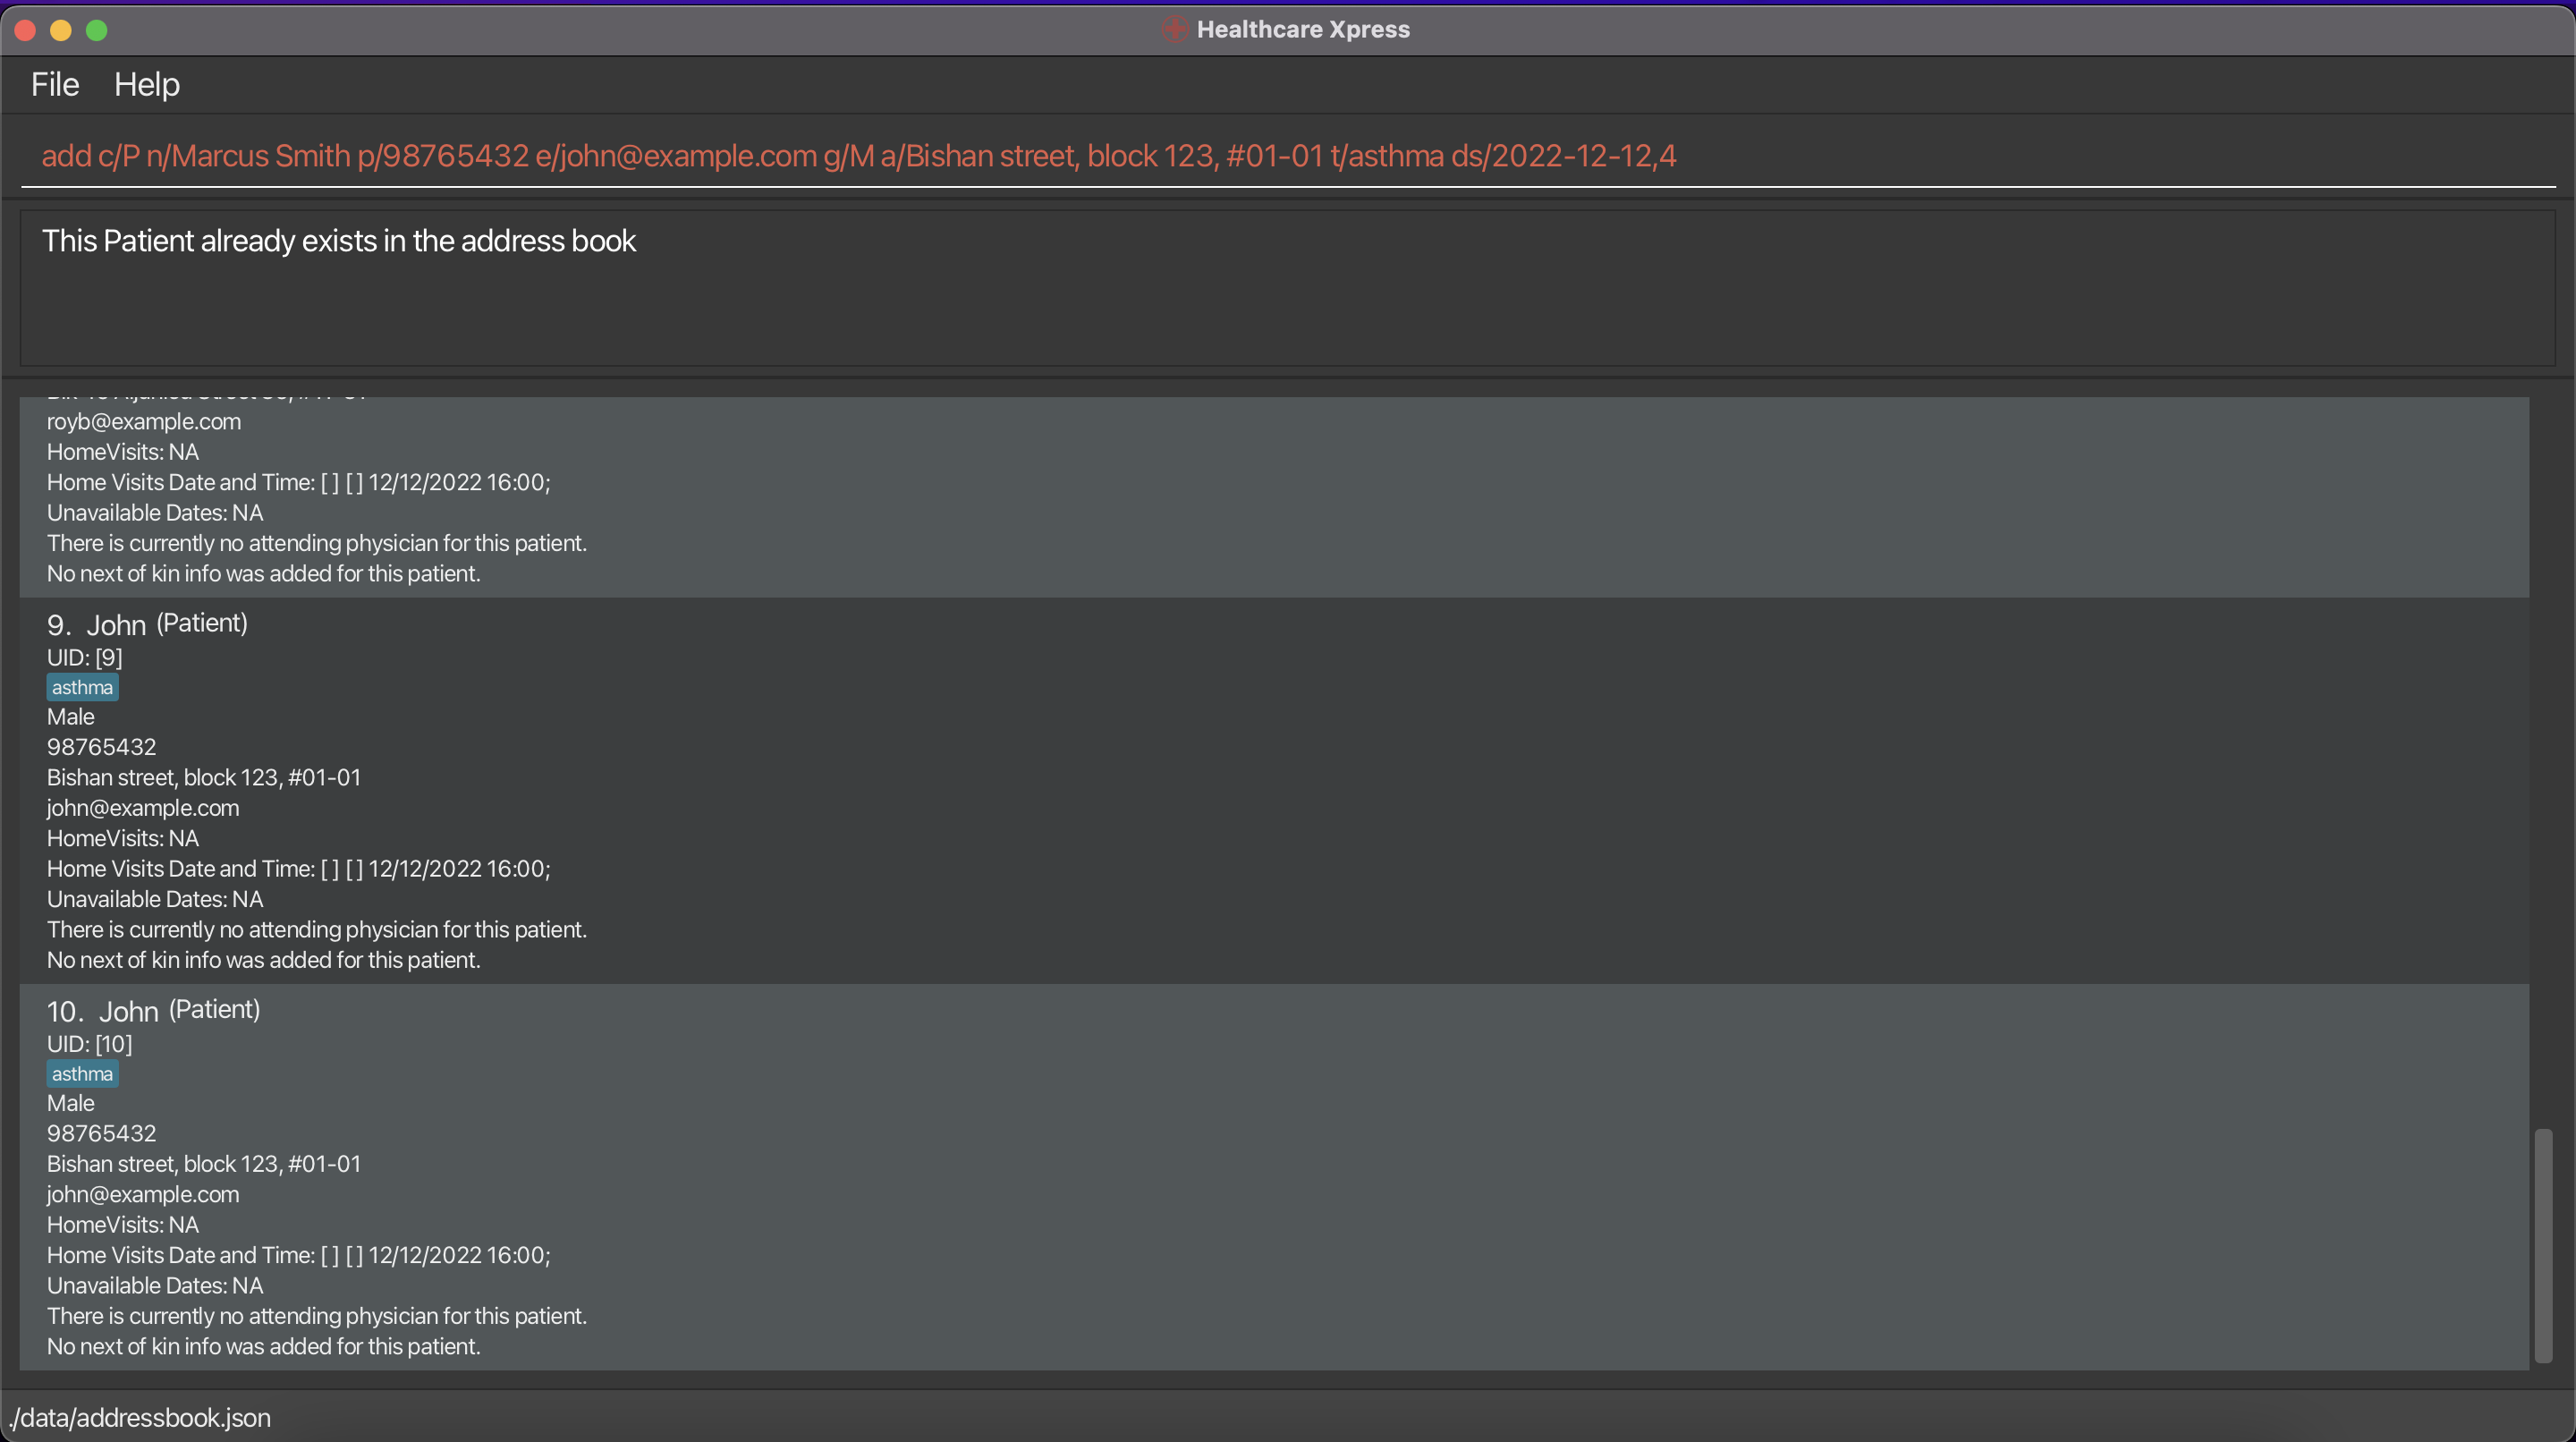 Healthcare Xpress
File Help
add c/P n/Marcus Smith p/98765432 e/john@example.com g/M a/Bishan street, block 123, #01-01 t/asthma ds/2022-12-12,4
This Patient already exists in the address book
royb@example.com
HomeVisits: NA
Home Visits Date and Time: [ ] [ ] 12/12/2022 16:00;
Unavailable Dates: NA
There is currently no attending physician for this patient.
No next of kin info was added for this patient.
9. John (Patient)
UID: [9]
asthma
Male
98765432
Bishan street, block 123, #01-01
john@example.com
HomeVisits: NA
Home Visits Date and Time: [ ] [ ] 12/12/2022 16:00;
Unavailable Dates: NA
There is currently no attending physician for this patient.
No next of kin info was added for this patient.
10. John (Patient)
UID: [10]
asthma
Male
98765432
Bishan street, block 123, #01-01
john@example.com
HomeVisits: NA
Home Visits Date and Time: [ ] [ ] 12/12/2022 16:00;
Unavailable Dates: NA
There is currently no attending physician for this patient.
No next of kin info was added for this patient.
./data/addressbook.json